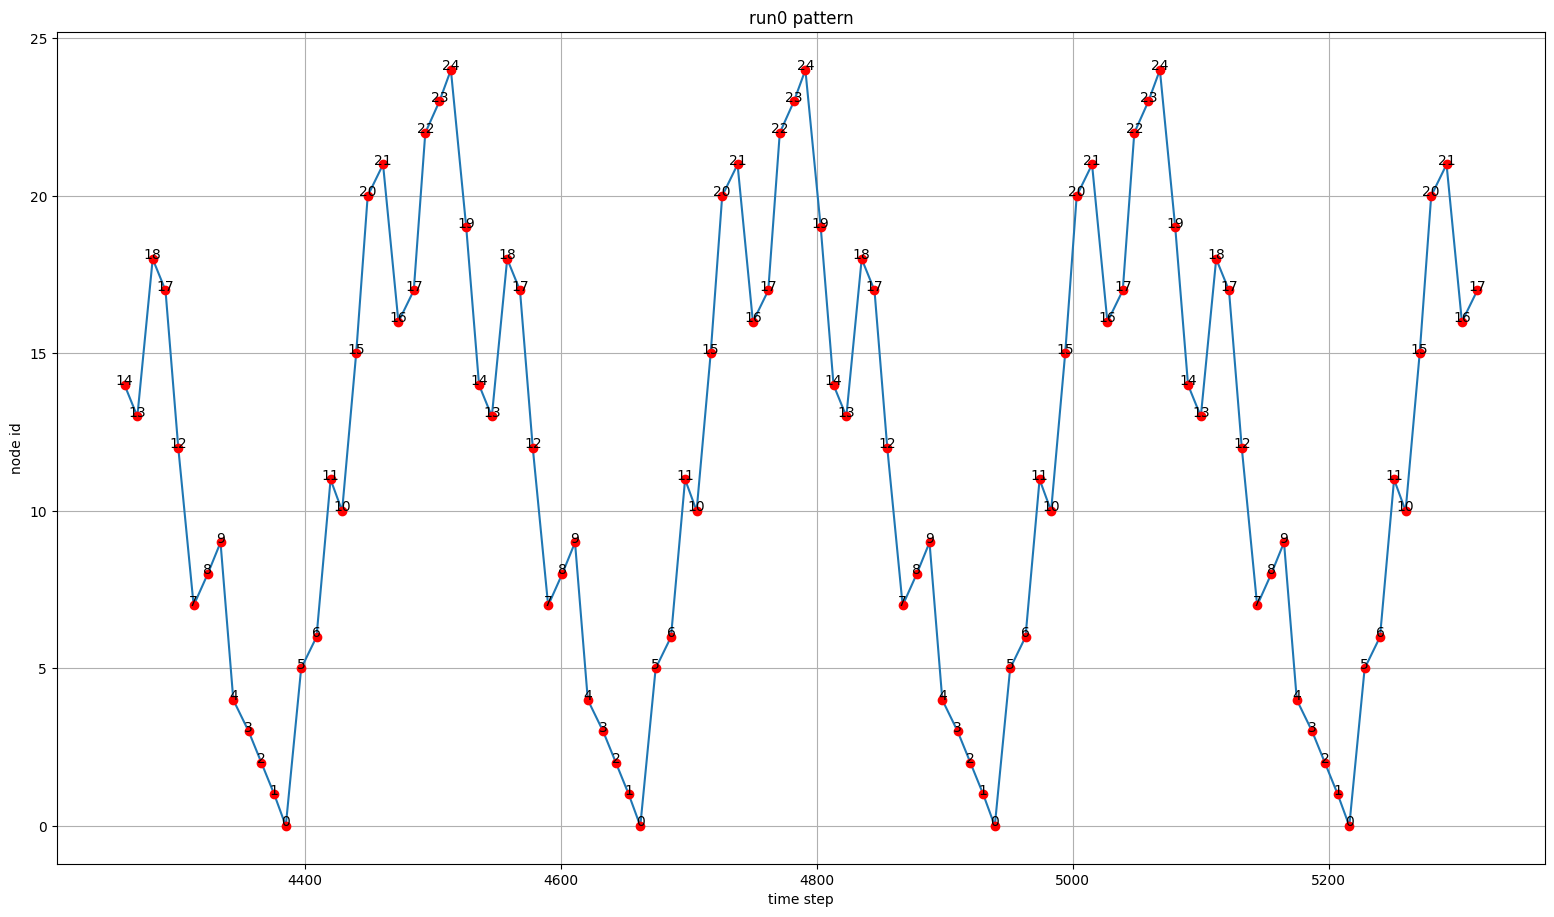 run0 pattern
25
24 24 24
23 23 23
22 22 22
21 21 21 21
20 20 20 20 20
19 19 19
18 18 18 18
17 17 17 17 17 17 17 17
16 16 16 16
15 15 15 15 15
14 14 14 14
13 13 13 13
12 12 12 12
11 11 11 11
10 10 10 10 10
9 9 9 9
8 8 8 8
7 7 7 7
6 6 6 6
5 5 5 5 5
4 4 4 4
3 3 3 3
2 2 2 2
1 1 1 1
0 0 0 0 0
node id
4400 4600 4800 5000 5200
time step